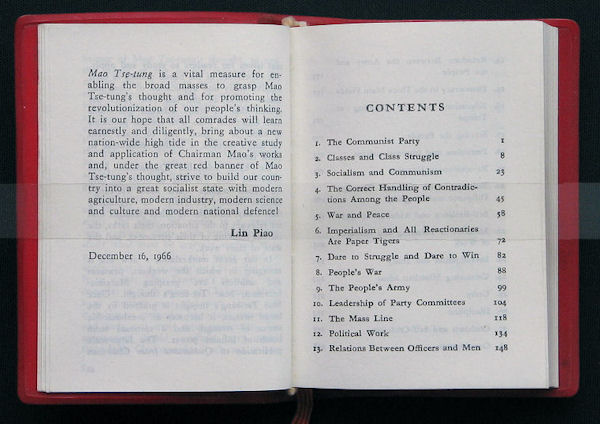 Mao Tse-tung is a vital measure for en-
abling the broad masses to grasp Mao
Tse-tung's thought and for promoting the
revolutionization of our people's thinking.
It is our hope that all comrades will learn
earnestly and diligently, bring about a new
nation-wide high tide in the creative study
and application of Chairman Mao's works
and, under the great red banner of Mao
Tse-tung's thought, strive to build our coun-
try into a great socialist state with modern
agriculture, modern industry, modern science
and culture and modern national defence!
Lin Piao
December 16, 1966
CONTENTS
1. The Communist Party 1
2. Classes and Class Struggle 8
3. Socialism and Communism 23
4. The Correct Handling of Contradic-
tions Among the People 45
5. War and Peace 58
6. Imperialism and All Reactionaries
Are Paper Tigers 72
7. Dare to Struggle and Dare to Win 82
8. People's War 88
9. The People's Army 99
10. Leadership of Party Committees 104
11. The Mass Line 118
12. Political Work 134
13. Relations Between Officers and Men 148